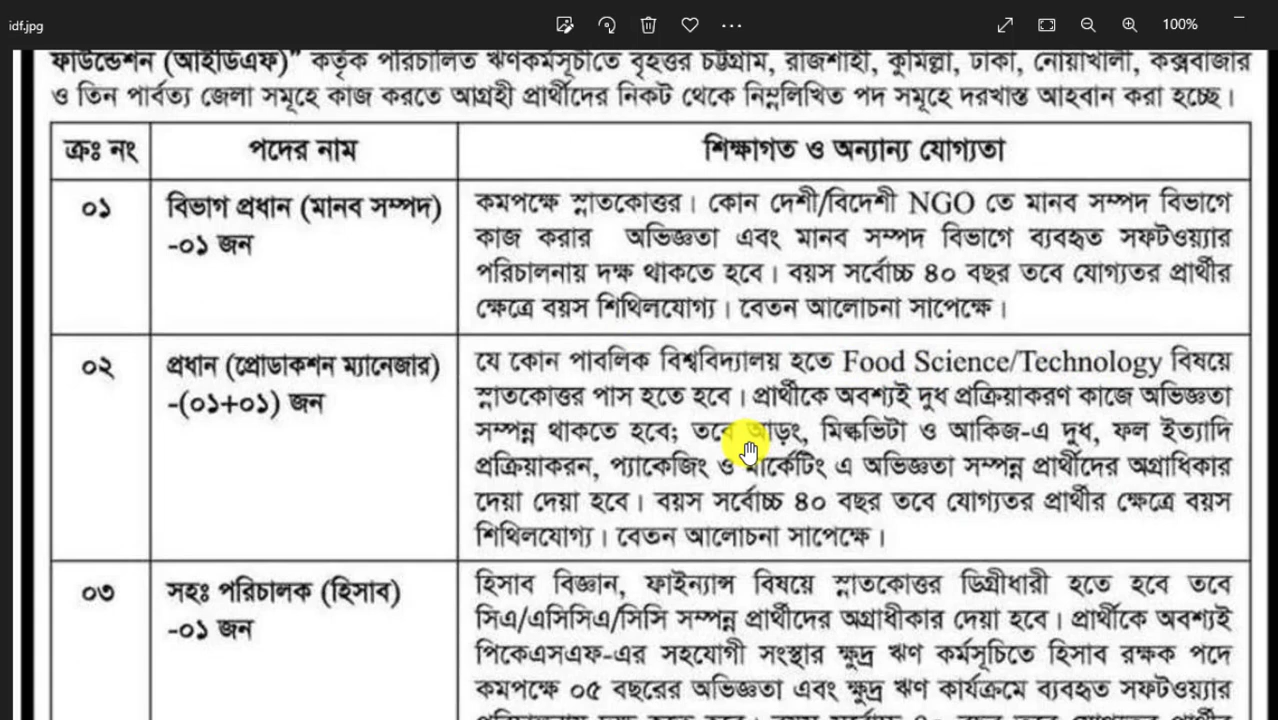 idf.jpg
100%
ফাউন্ডেশন (আইডিএফ)" কর্তৃক পরিচালিত ঋণকর্মসূচীতে বৃহত্তর চট্টগ্রাম, রাজশাহী, কুমিল্লা, ঢাকা, নোয়াখালী, কক্সবাজার
ও তিন পার্বত্য জেলা সমূহে কাজ করতে আগ্রহী প্রার্থীদের নিকট থেকে নিম্নলিখিত পদ সমূহে দরখাস্ত আহবান করা হচ্ছে।
ক্রঃ নং পদের নাম শিক্ষাগত ও অন্যান্য যোগ্যতা
০১ বিভাগ প্রধান (মানব সম্পদ)
-০১ জন
কমপক্ষে স্নাতকোত্তর। কোন দেশী/বিদেশী NGO তে মানব সম্পদ বিভাগে
কাজ করার অভিজ্ঞতা এবং মানব সম্পদ বিভাগে ব্যবহৃত সফটওয়্যার
পরিচালনায় দক্ষ থাকতে হবে। বয়স সর্বোচ্চ ৪০ বছর তবে যোগ্যতর প্রার্থীর
ক্ষেত্রে বয়স শিথিলযোগ্য। বেতন আলোচনা সাপেক্ষে।
০২ প্রধান (প্রোডাকশন ম্যানেজার)
-(০১+০১) জন
যে কোন পাবলিক বিশ্ববিদ্যালয় হতে Food Science/Technology বিষয়ে
স্নাতকোত্তর পাস হতে হবে। প্রার্থীকে অবশ্যই দুধ প্রক্রিয়াকরণ কাজে অভিজ্ঞতা
সম্পন্ন থাকতে হবে; তবে আড়ং, মিল্কভিটা ও আকিজ-এ দুধ, ফল ইত্যাদি
প্রক্রিয়াকরন, প্যাকেজিং ও মার্কেটিং এ অভিজ্ঞতা সম্পন্ন প্রার্থীদের অগ্রাধিকার
দেয়া দেয়া হবে। বয়স সর্বোচ্চ ৪০ বছর তবে যোগ্যতর প্রার্থীর ক্ষেত্রে বয়স
শিথিলযোগ্য। বেতন আলোচনা সাপেক্ষে।
০৩ সহঃ পরিচালক (হিসাব)
-০১ জন
হিসাব বিজ্ঞান, ফাইন্যান্স বিষয়ে স্নাতকোত্তর ডিগ্রীধারী হতে হবে তবে
সিএ/এসিসিএ/সিসি সম্পন্ন প্রার্থীদের অগ্রাধীকার দেয়া হবে। প্রার্থীকে অবশ্যই
পিকেএসএফ-এর সহযোগী সংস্থার ক্ষুদ্র ঋণ কর্মসূচিতে হিসাব রক্ষক পদে
কমপক্ষে ০৫ বছরের অভিজ্ঞতা এবং ক্ষুদ্র ঋণ কার্যক্রমে ব্যবহৃত সফটওয়্যার